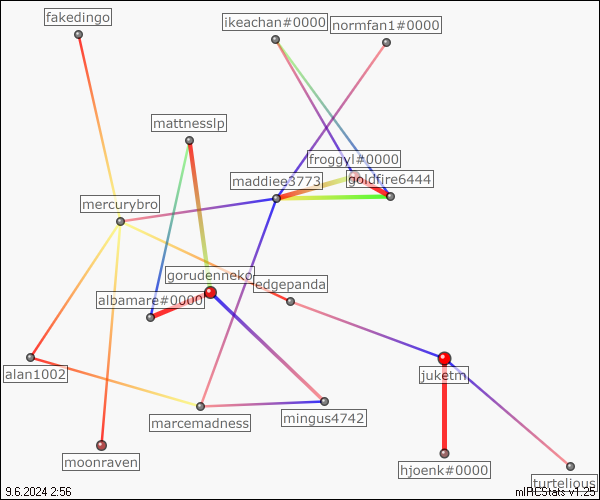 fakedingo
ikeachan#0000
normfan1#0000
mattnesslp
froggyl#0000
maddiee3773
goldfire6444
mercurybro
gorudenneko
edgepanda
albamare#0000
alan1002
juketm
marcemadness
mingus4742
moonraven
hjoenk#0000
turtelious
9.6.2024 2:56
mIRCStats v1.25